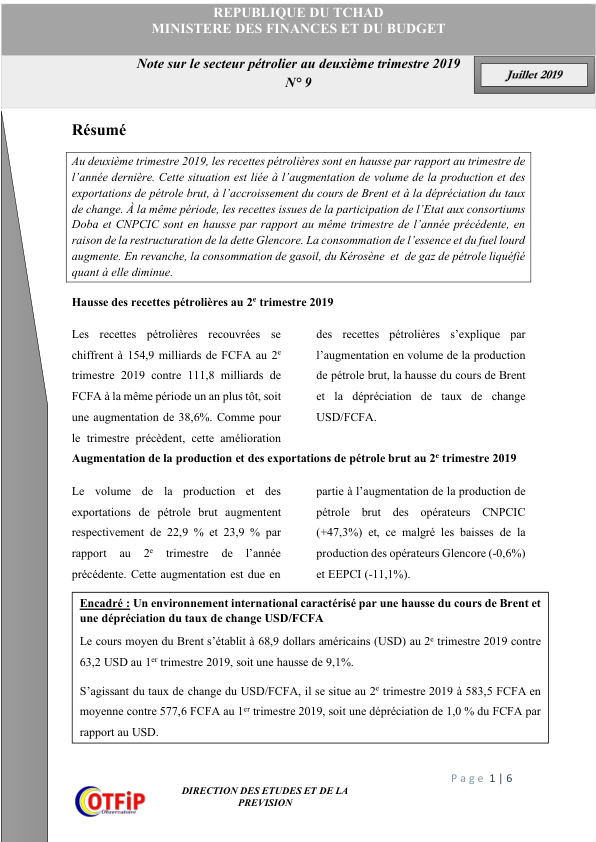 REPUBLIQUE DU TCHAD
MINISTERE DES FINANCES ET DU BUDGET
Note sur le secteur pétrolier au deuxième trimestre 2019
N° 9
Juillet 2019
Résumé
Au deuxième trimestre 2019, les recettes pétrolières sont en hausse par rapport au trimestre de
l'année dernière. Cette situation est liée à l'augmentation de volume de la production et des
exportations de pétrole brut, à l'accroissement du cours de Brent et à la dépréciation du taux
de change. À la même période, les recettes issues de la participation de l'Etat aux consortiums
Doba et CNPCIC sont en hausse par rapport au même trimestre de l'année précédente, en
raison de la restructuration de la dette Glencore. La consommation de l'essence et du fuel lourd
augmente. En revanche, la consommation de gasoil, du Kérosène et de gaz de pétrole liquéfié
quant à elle diminue.
Hausse des recettes pétrolières au 2e trimestre 2019
Les recettes pétrolières recouvrées se
chiffrent à 154,9 milliards de FCFA au 2e
trimestre 2019 contre 111,8 milliards de
FCFA à la même période un an plus tôt, soit
une augmentation de 38,6%. Comme pour
le trimestre précèdent, cette amélioration
des recettes pétrolières s'explique par
l'augmentation en volume de la production
de pétrole brut, la hausse du cours de Brent
et la dépréciation de taux de change
USD/FCFA.
Augmentation de la production et des exportations de pétrole brut au 2e trimestre 2019
Le volume de la production et des
exportations de pétrole brut augmentent
respectivement de 22,9 % et 23,9 % par
rapport au 2e trimestre de l'année
précédente. Cette augmentation est due en
partie à l'augmentation de la production de
pétrole brut des opérateurs CNPCIC
(+47,3%) et, ce malgré les baisses de la
production des opérateurs Glencore (-0,6%)
et EEPCI (-11,1%).
Encadré : Un environnement international caractérisé par une hausse du cours de Brent et
une dépréciation du taux de change USD/FCFA
Le cours moyen du Brent s'établit à 68,9 dollars américains (USD) au 2e trimestre 2019 contre
63,2 USD au 1er trimestre 2019, soit une hausse de 9,1%.
S'agissant du taux de change du USD/FCFA, il se situe au 2e trimestre 2019 à 583,5 FCFA en
moyenne contre 577,6 FCFA au 1er trimestre 2019, soit une dépréciation de 1,0 % du FCFA par
rapport au USD.
Page 1 | 6
OTFiP
Observatoire
DIRECTION DES ETUDES ET DE LA
PREVISION